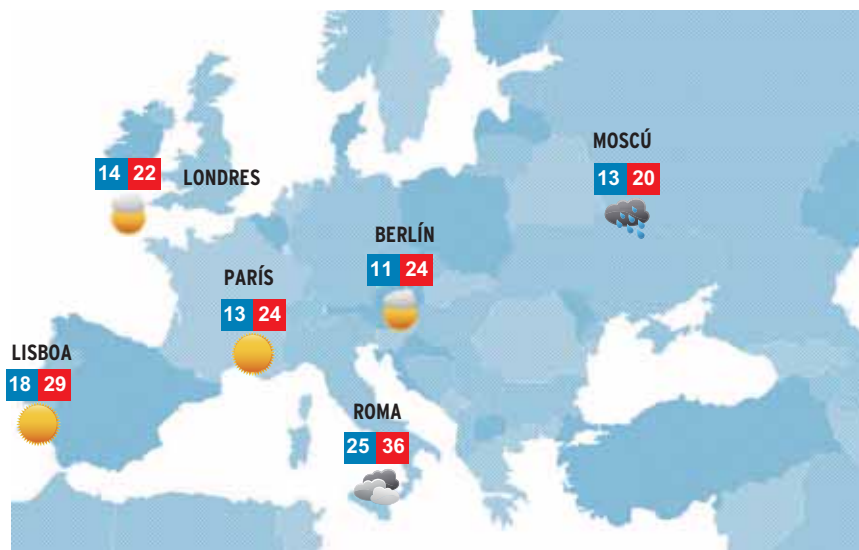 MOSCÚ
13 20
14 22
LONDRES
BERLÍN
11 24
PARÍS
13 24
LISBOA
18 29
ROMA
25 36